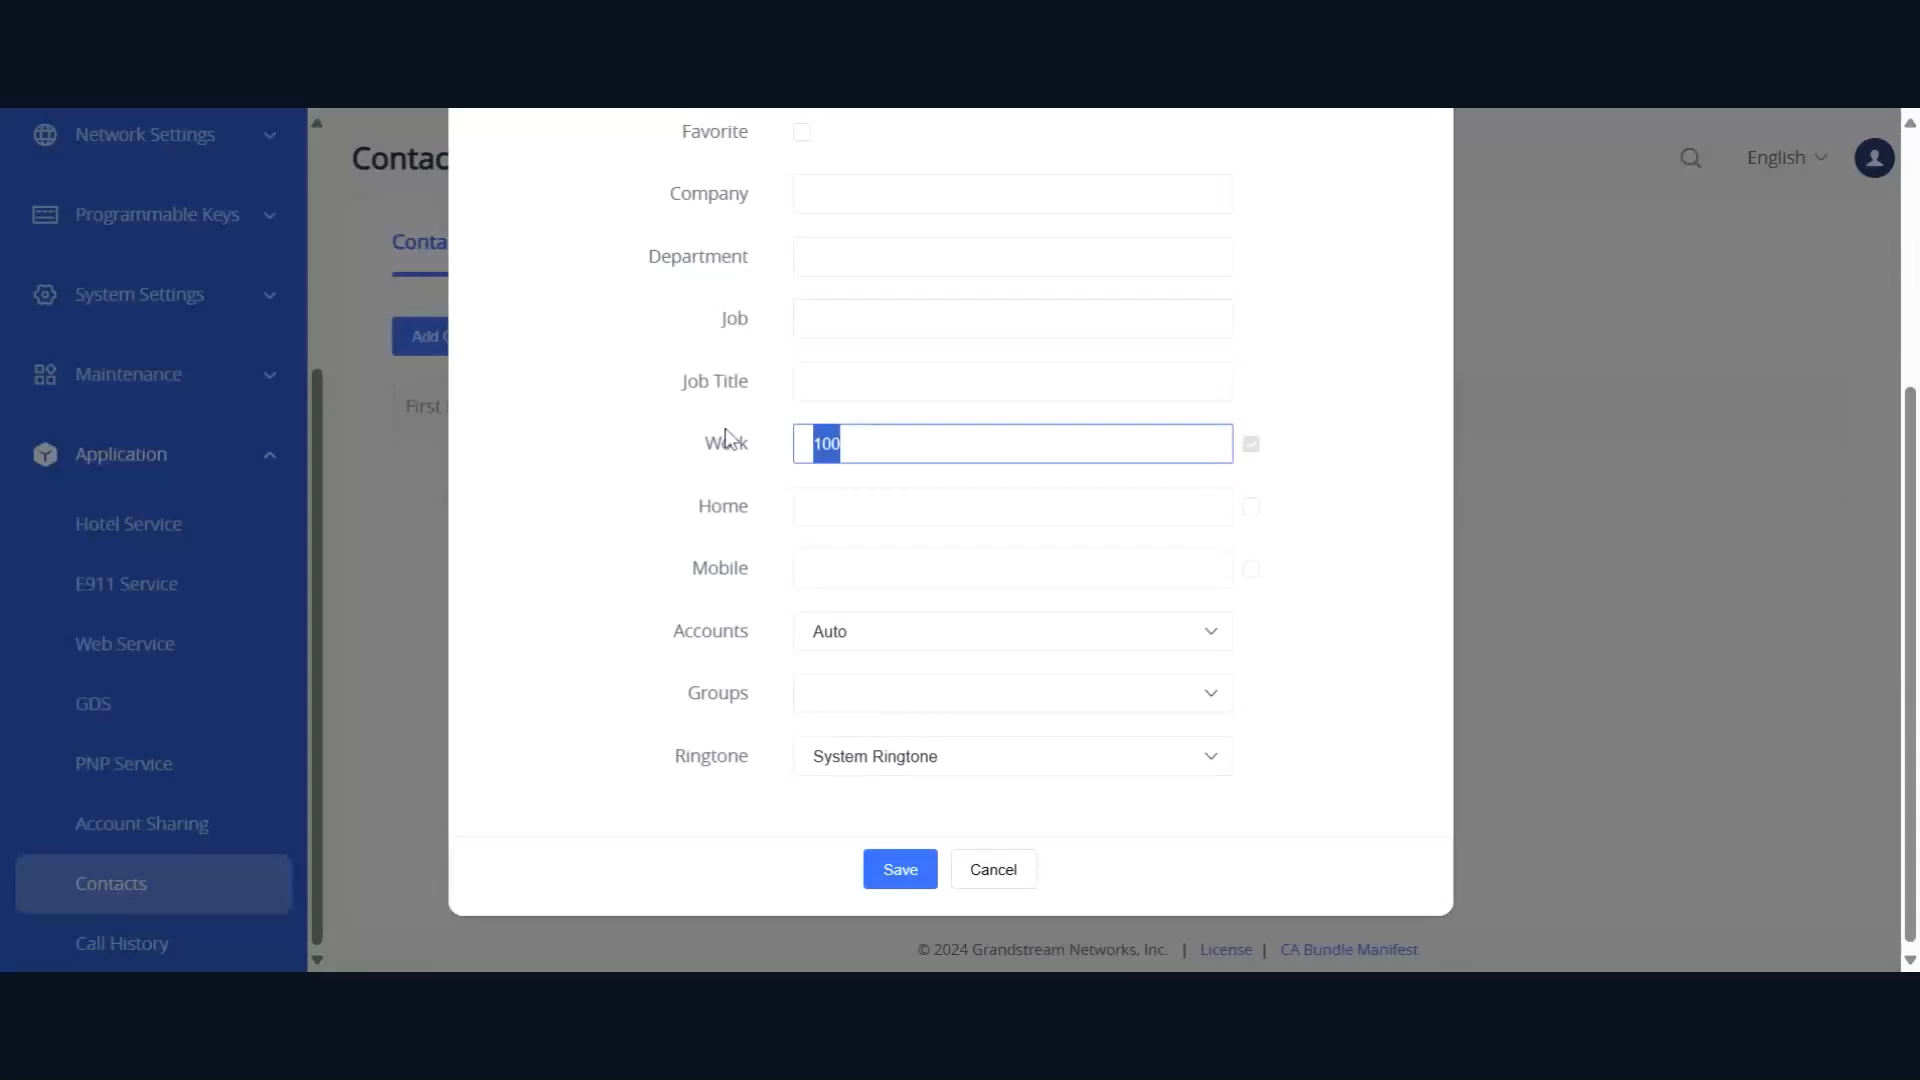 Network Settings
Programmable Keys
System Settings
Maintenance
Application
Hotel Service
E911 Service
Web Service
GDS
PNP Service
Account Sharing
Contacts
Call History
Contac
English
Conta
Add
First
Favorite
Company
Department
Job
Job Title
Work 100
Home
Mobile
Accounts Auto
Groups
Ringtone System Ringtone
Save Cancel
© 2024 Grandstream Networks, Inc. | License | CA Bundle Manifest